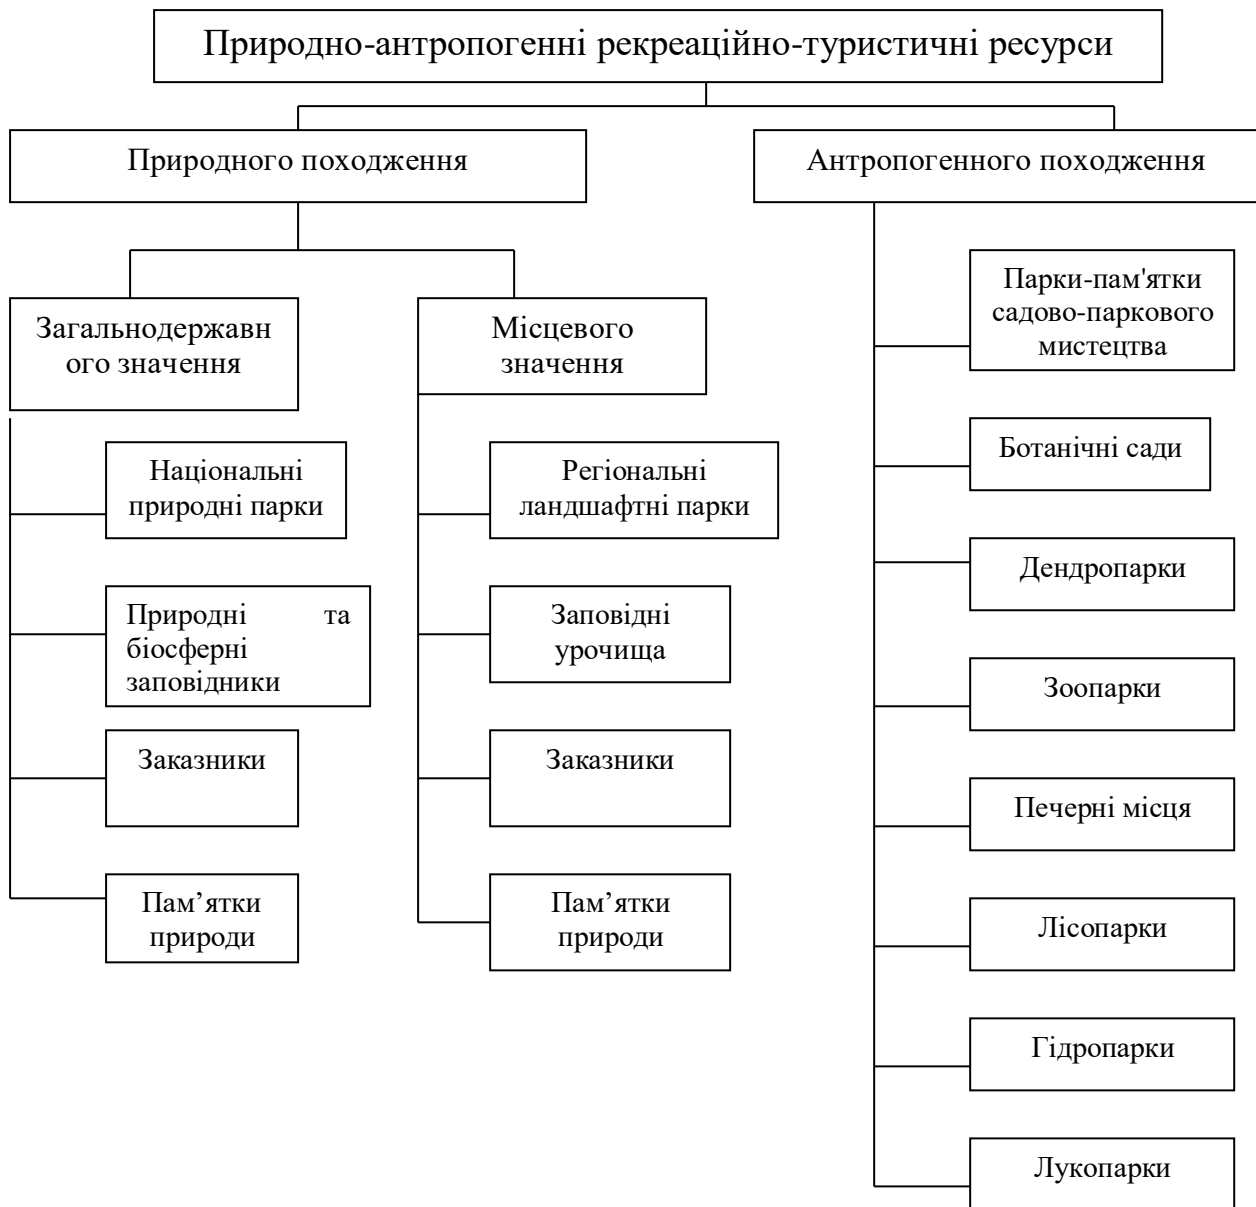 Природно-антропогенні рекреаційно-туристичні ресурси
Природного походження
Антропогенного походження
Загальнодержавн
ого значення
Місцевого
значення
Національні
природні парки
Природні та
біосферні
заповідники
Заказники
Пам’ятки
природи
Регіональні
ландшафтні парки
Заповідні
урочища
Заказники
Пам’ятки
природи
Парки-пам'ятки
садово-паркового
мистецтва
Ботанічні сади
Дендропарки
Зоопарки
Печерні місця
Лісопарки
Гідропарки
Лукопарки